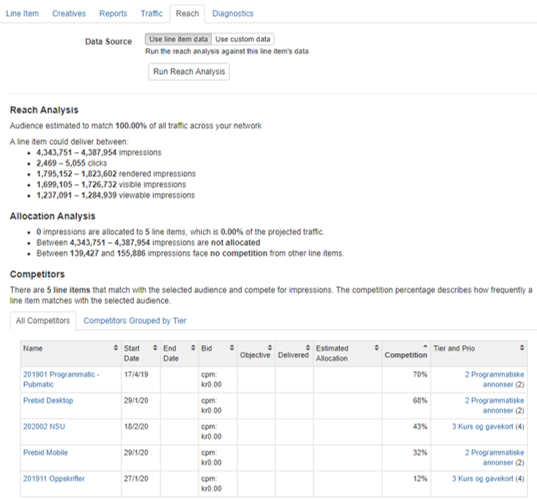 Line Item Creatives Reports Traffic Reach Diagnostics
Data Source Use line item data Use custom data
Run the reach analysis against this line item's data
Run Reach Analysis
Reach Analysis
Audience estimated to match 100.00% of all traffic across your network
A line item could deliver between:
• 4,343,751 – 4,387,954 impressions
• 2,469 – 5,055 clicks
• 1,795,152 – 1,823,602 rendered impressions
• 1,699,105 – 1,726,732 visible impressions
• 1,237,091 – 1,284,939 viewable impressions
Allocation Analysis
• 0 impressions are allocated to 5 line items, which is 0.00% of the projected traffic.
• Between 4,343,751 – 4,387,954 impressions are not allocated
• Between 139,427 and 155,886 impressions face no competition from other line items.
Competitors
There are 5 line items that match with the selected audience and compete for impressions. The competition percentage describes how frequently a
line item matches with the selected audience.
All Competitors Competitors Grouped by Tier
Name Start Date End Date Bid Objective Delivered Estimated Allocation Competition Tier and Prio
201901 Programmatic - Pubmatic 17/4/19 cpm: kr0.00 70% 2 Programmatiske annonser (2)
Prebid Desktop 29/1/20 cpm: kr0.00 68% 2 Programmatiske annonser (2)
202002 NSU 18/2/20 cpm: kr0.00 43% 3 Kurs og gavekort (4)
Prebid Mobile 29/1/20 cpm: kr0.00 32% 2 Programmatiske annonser (2)
201911 Oppskrifter 27/1/20 cpm: kr0.00 12% 3 Kurs og gavekort (4)